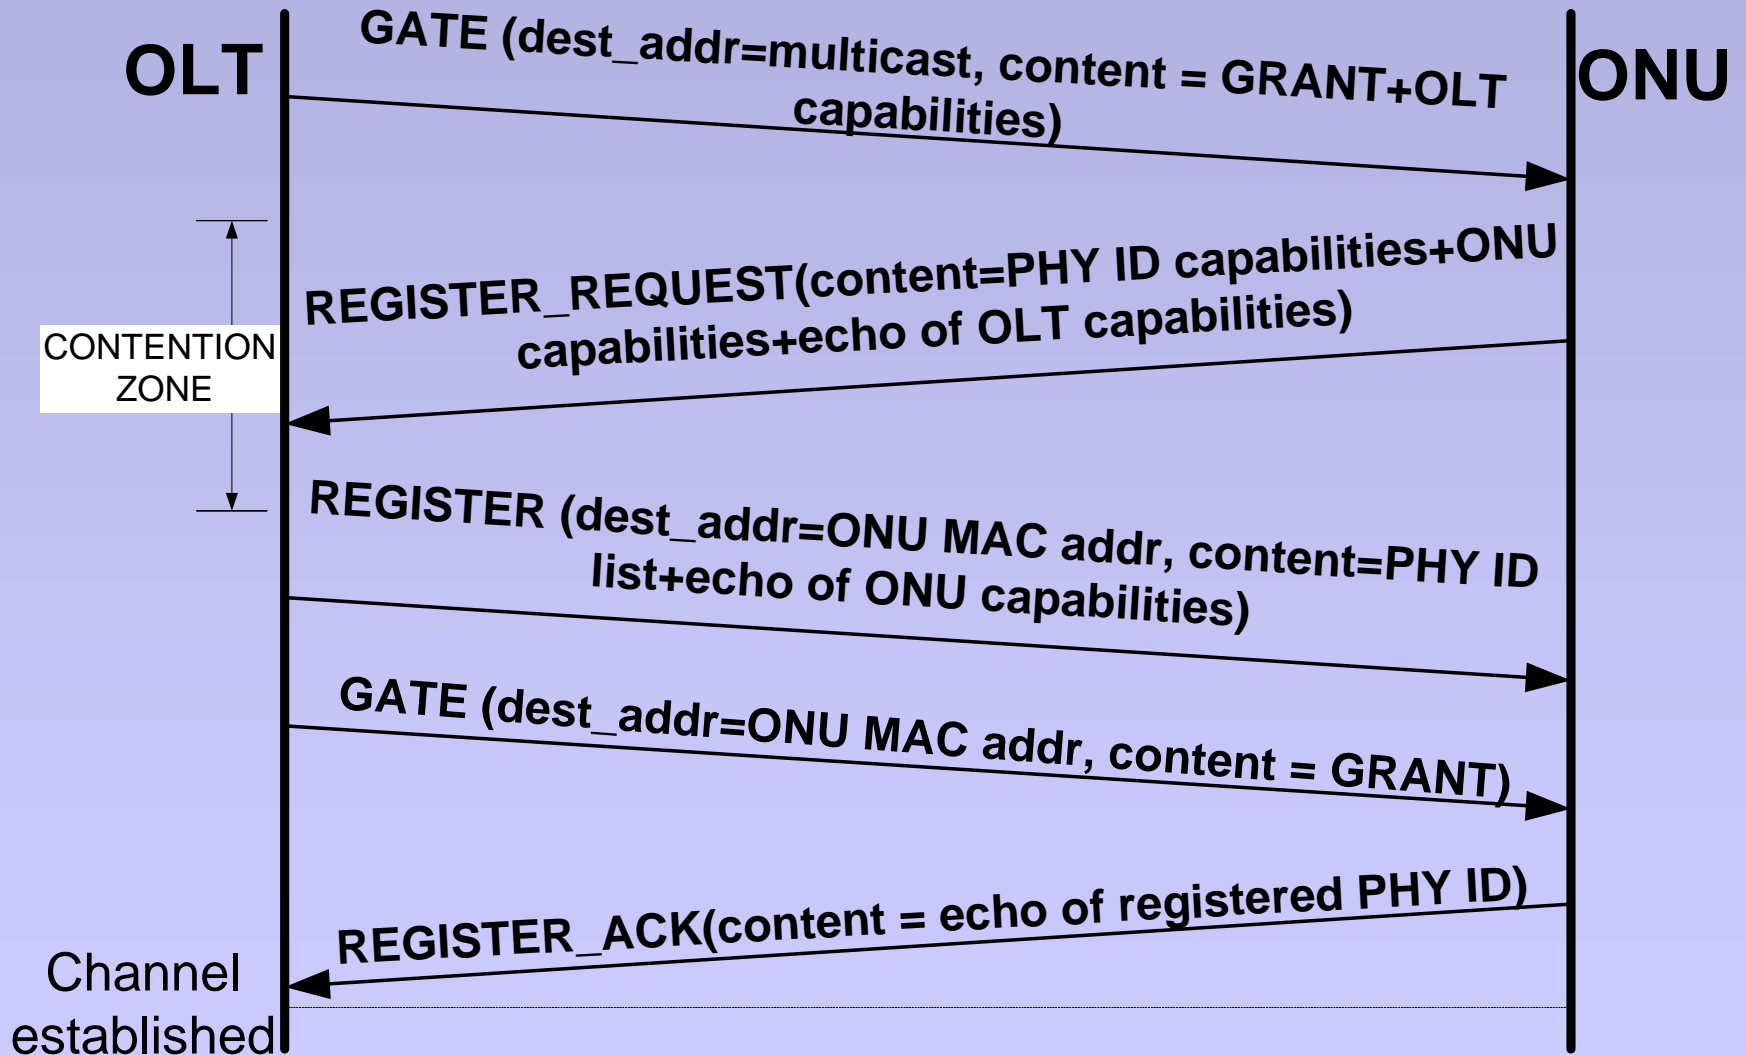 OLT
ONU
GATE (dest_addr=multicast, content = GRANT+OLT
capabilities)
REGISTER_REQUEST(content=PHY ID capabilities+ONU
capabilities+echo of OLT capabilities)
CONTENTION
ZONE
REGISTER (dest_addr=ONU MAC addr, content=PHY ID
list+echo of ONU capabilities)
GATE (dest_addr=ONU MAC addr, content = GRANT)
REGISTER_ACK(content = echo of registered PHY ID)
Channel
established